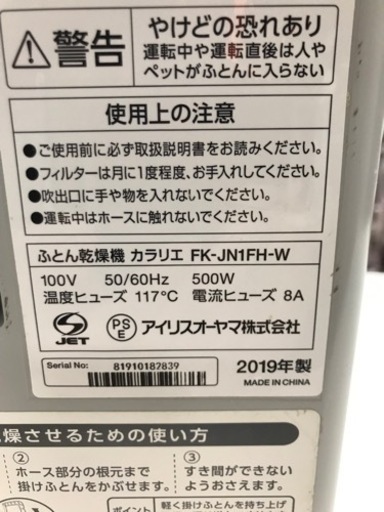 警告
やけどの恐れあり
運転中や運転直後は人や
ペットがふとんに入らない
使用上の注意
●ご使用前に必ず取扱説明書をお読みください。
●フィルターは月に1度程度、お手入れしてください。
●吹出口に手や物を入れないでください。
●運転中はホースに触れないでください。
ふとん乾燥機 カラリエ FK-JN1FH-W
100V 50/60Hz 500W
温度ヒューズ 117℃ 電流ヒューズ 8A
JET
PS
E
アイリスオーヤマ株式会社
Serial No: 81910187839
2019年製
MADE IN CHINA
燥させるための使い方
②
ホース部分の根元まで
掛けふとんをかぶせます。
③
すき間ができない
ようおさえます。
ポイント 軽く掛けふとんを持ち上げ